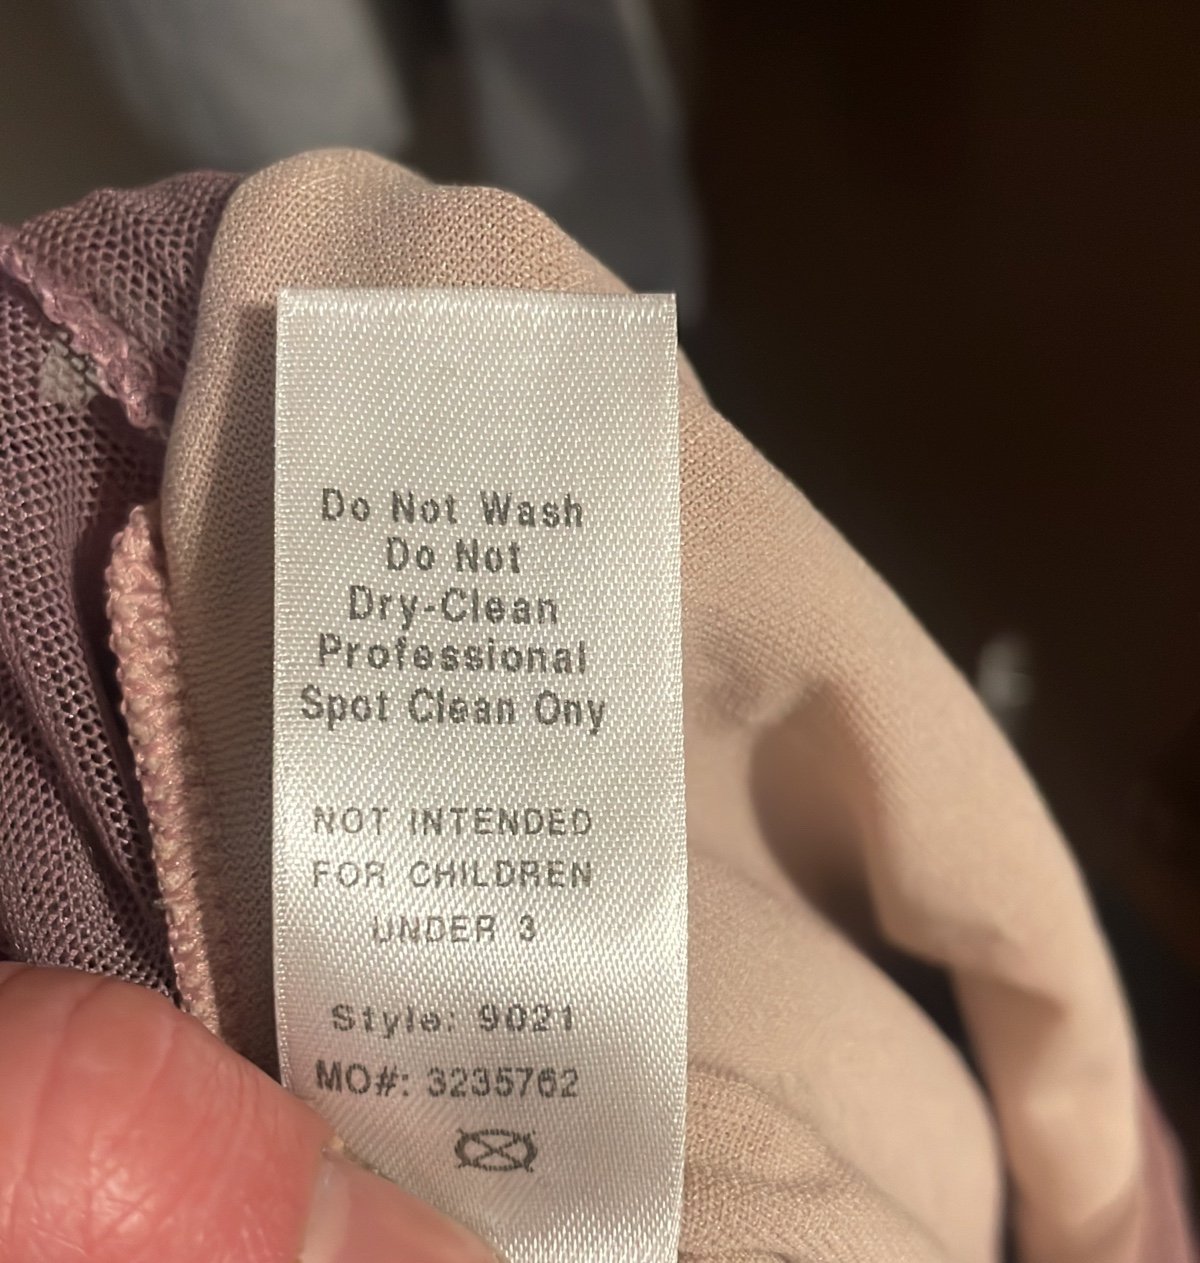 Do Not Wash
Do Not
Dry-Clean
Professional
Spot Clean Ony
NOT INTENDED
FOR CHILDREN
UNDER 3
Style: 9021
MO#: 3235762